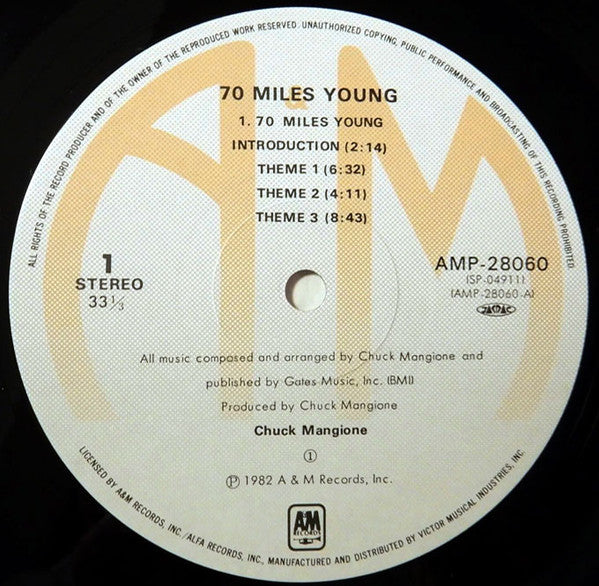 ALL RIGHTS OF THE RECORD PRODUCER AND OF THE OWNER OF THE REPRODUCED WORK RESERVED. UNAUTHORIZED COPYING, PUBLIC PERFORMANCE AND BROADCASTING OF THIS RECORDING PROHIBITED
70 MILES YOUNG
1. 70 MILES YOUNG
INTRODUCTION (2:14)
THEME 1 (6:32)
THEME 2 (4:11)
THEME 3 (8:43)
1
STEREO
33 1/3
AMP-28060
(SP-04911)
(AMP-28060-A)
All music composed and arranged by Chuck Mangione and
published by Gates Music, Inc. (BMI)
Produced by Chuck Mangione
Chuck Mangione
①
Ⓟ 1982 A & M Records, Inc.
A&M
RECORDS
LICENSED BY A&M RECORDS, INC./ALFA RECORDS, INC., MANUFACTURED AND DISTRIBUTED BY VICTOR MUSICAL INDUSTRIES, INC.